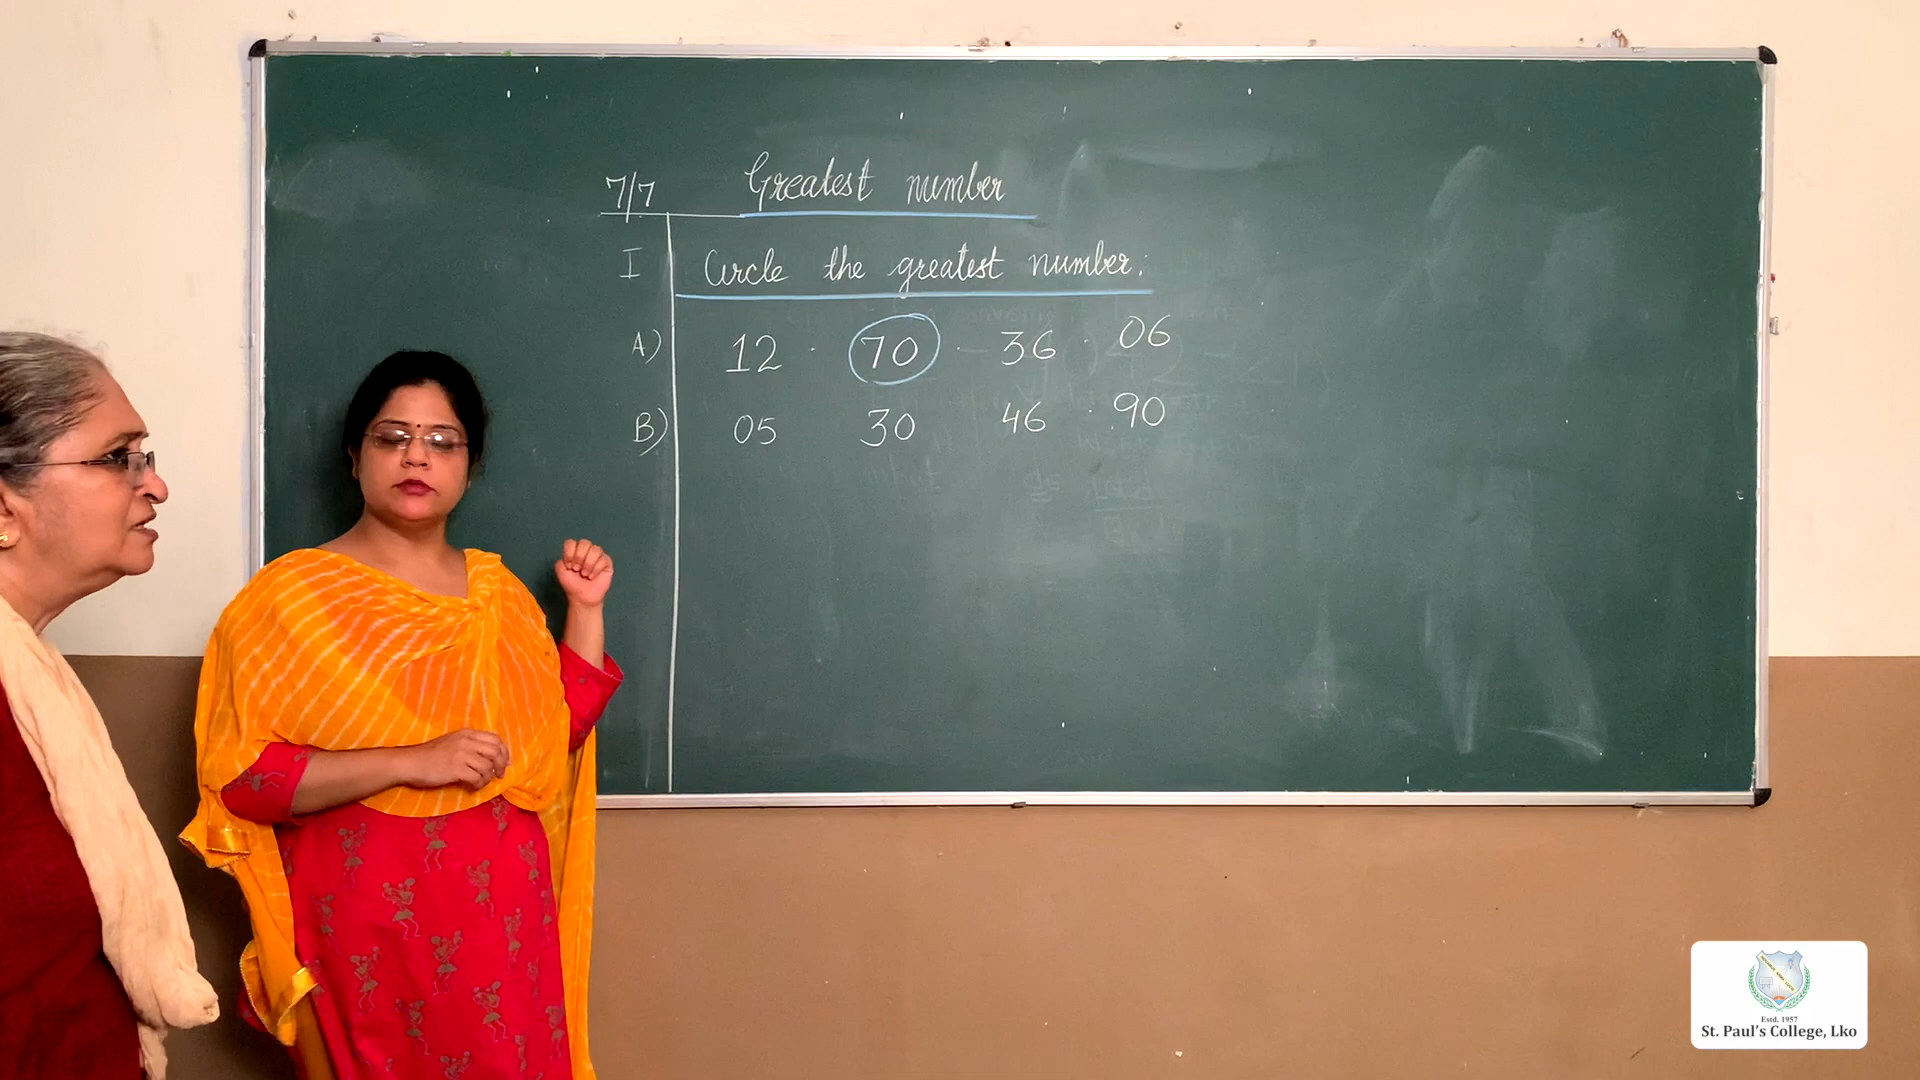 7/7 Greatest number
I Circle the greatest number.
A) 12 . 70 . 36 . 06
B) 05 30 46 . 90
Estd. 1957
St. Paul's College, Lko